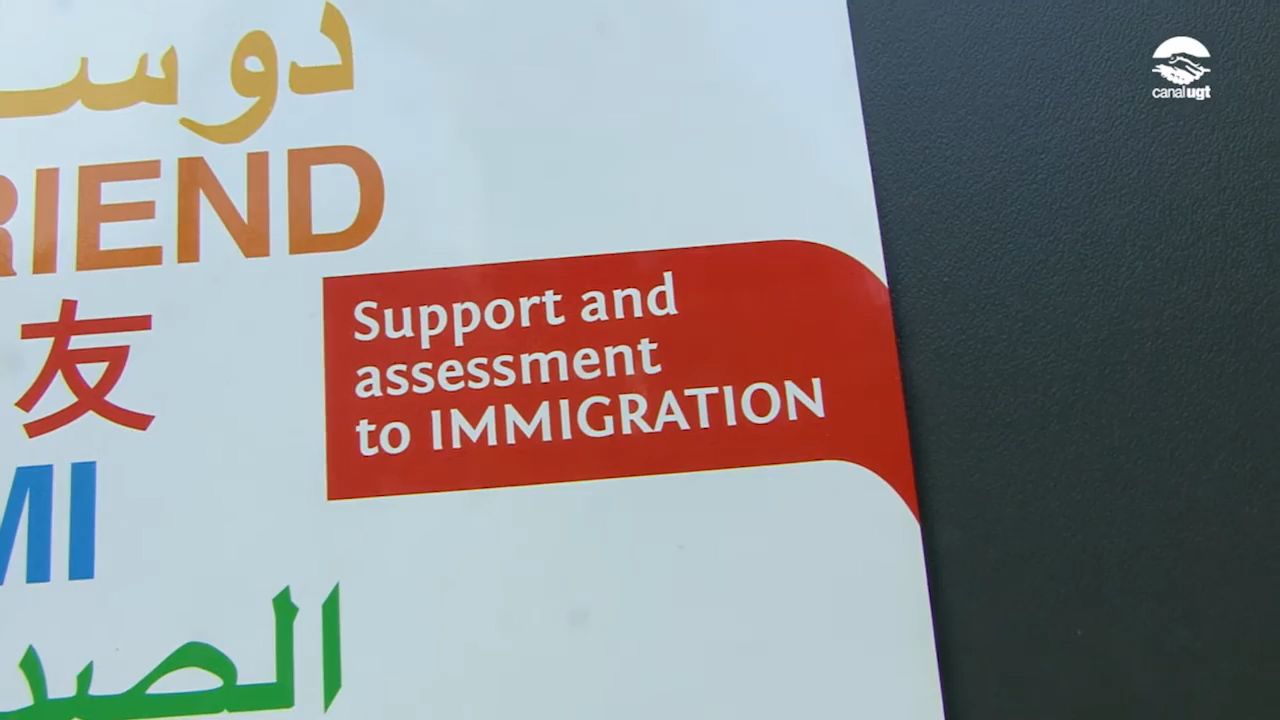 دوس
RIEND
友
MI
الصد
Support and
assessment
to IMMIGRATION
canalugt